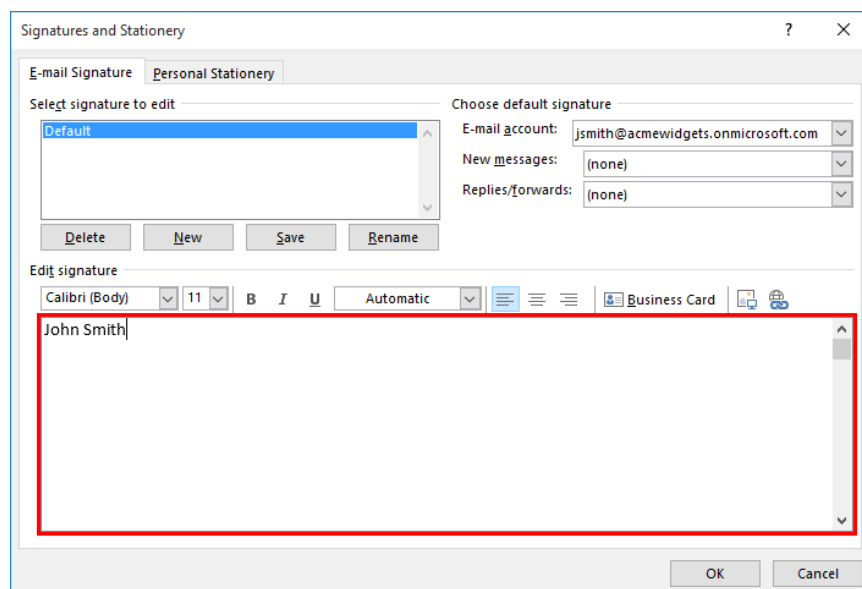 Signatures and Stationery
?
E-mail Signature
Personal Stationery
Select signature to edit
Choose default signature
Default
E-mail account:
jsmith@acmewidgets.onmicrosoft.com
New messages:
(none)
Replies/forwards:
(none)
Delete
New
Save
Rename
Edit signature
Calibri (Body)
11
B
I
U
Automatic
Business Card
John Smith
OK
Cancel